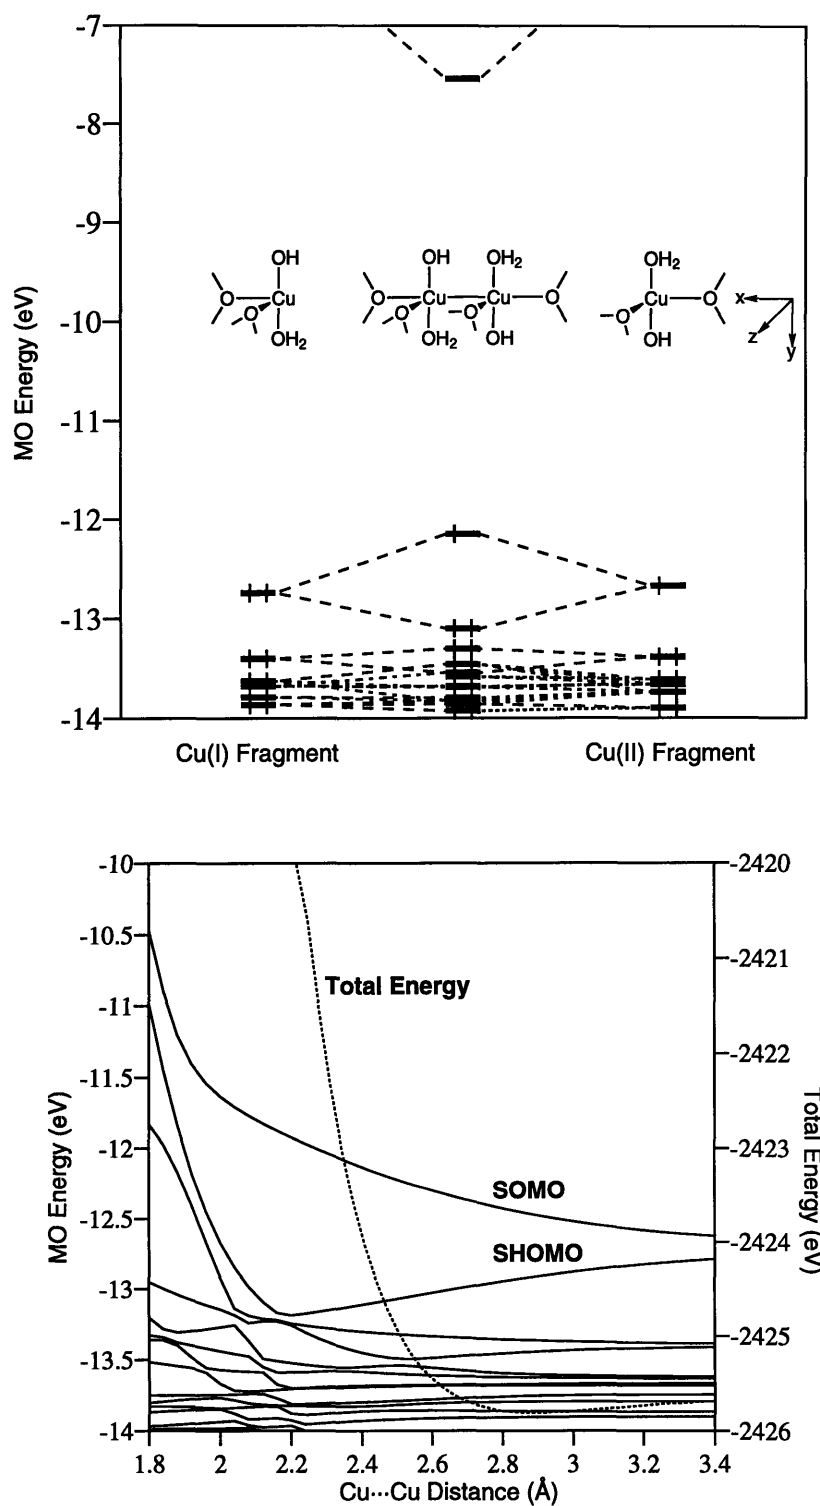 -7
-8
-9
OH OH OH₂ OH₂
O Cu O Cu Cu O Cu O x
-10
O O O O z
OH₂ OH₂ OH OH y
MO Energy (eV)
-11
-12
-13
-14
Cu(I) Fragment Cu(II) Fragment
-10 -2420
-10.5
-2421
Total Energy
-11
-2422
-11.5
MO Energy (eV)
Total Energy (eV)
-12 -2423
SOMO
-12.5
-2424
SHOMO
-13
-2425
-13.5
-14 -2426
1.8 2 2.2 2.4 2.6 2.8 3 3.2 3.4
Cu···Cu Distance (Å)